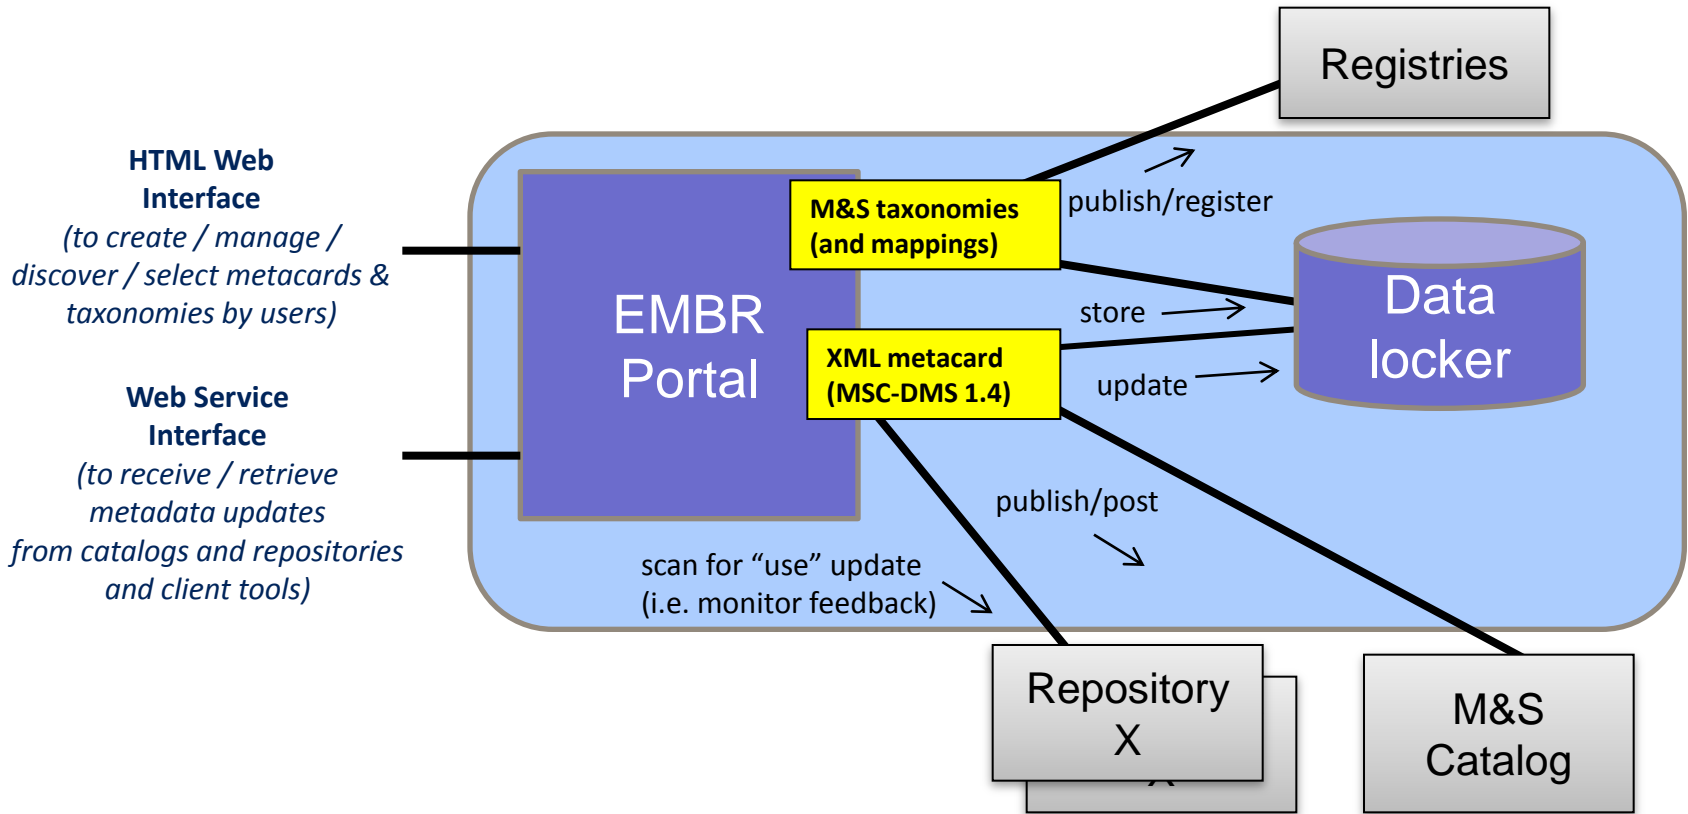 Registries
HTML Web
Interface
(to create / manage /
discover / select metacards &
taxonomies by users)
Web Service
Interface
(to receive / retrieve
metadata updates
from catalogs and repositories
and client tools)
EMBR
Portal
M&S taxonomies
(and mappings)
publish/register
store
XML metacard
(MSC-DMS 1.4)
update
Data
locker
publish/post
scan for “use” update
(i.e. monitor feedback)
Repository
X
X
M&S
Catalog